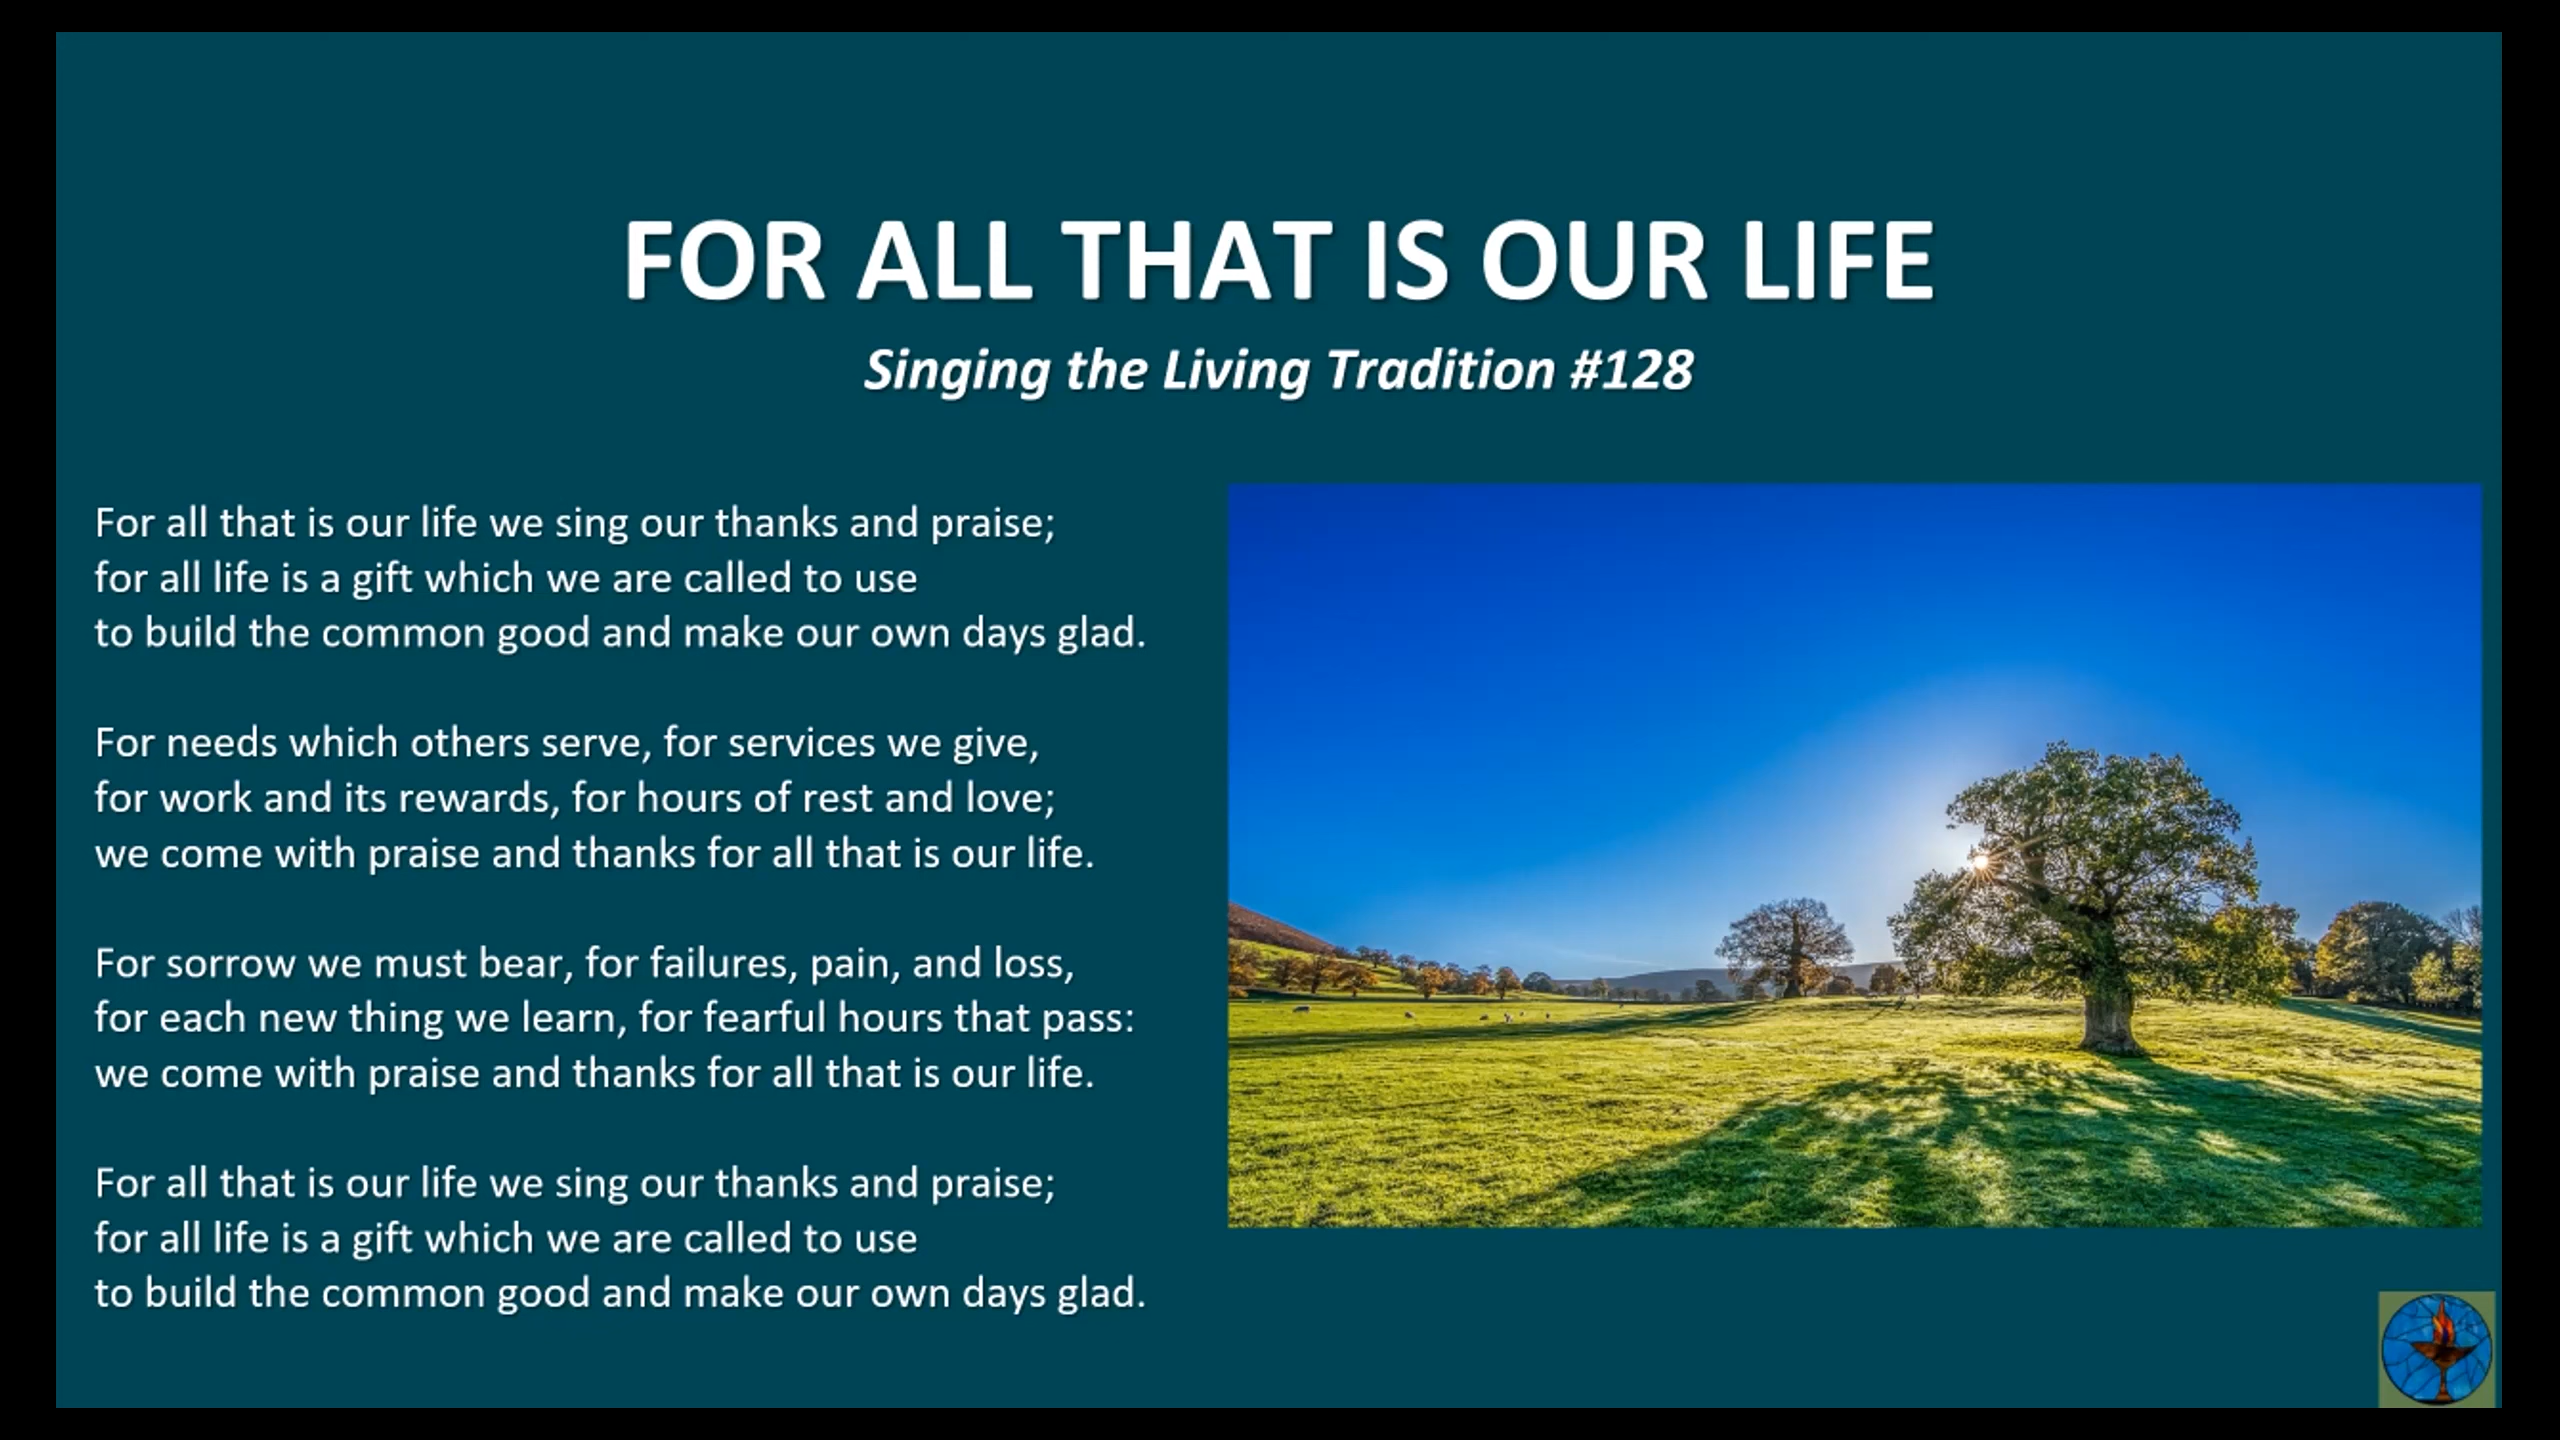 FOR ALL THAT IS OUR LIFE
Singing the Living Tradition #128
For all that is our life we sing our thanks and praise;
for all life is a gift which we are called to use
to build the common good and make our own days glad.
For needs which others serve, for services we give,
for work and its rewards, for hours of rest and love;
we come with praise and thanks for all that is our life.
For sorrow we must bear, for failures, pain, and loss,
for each new thing we learn, for fearful hours that pass:
we come with praise and thanks for all that is our life.
For all that is our life we sing our thanks and praise;
for all life is a gift which we are called to use
to build the common good and make our own days glad.